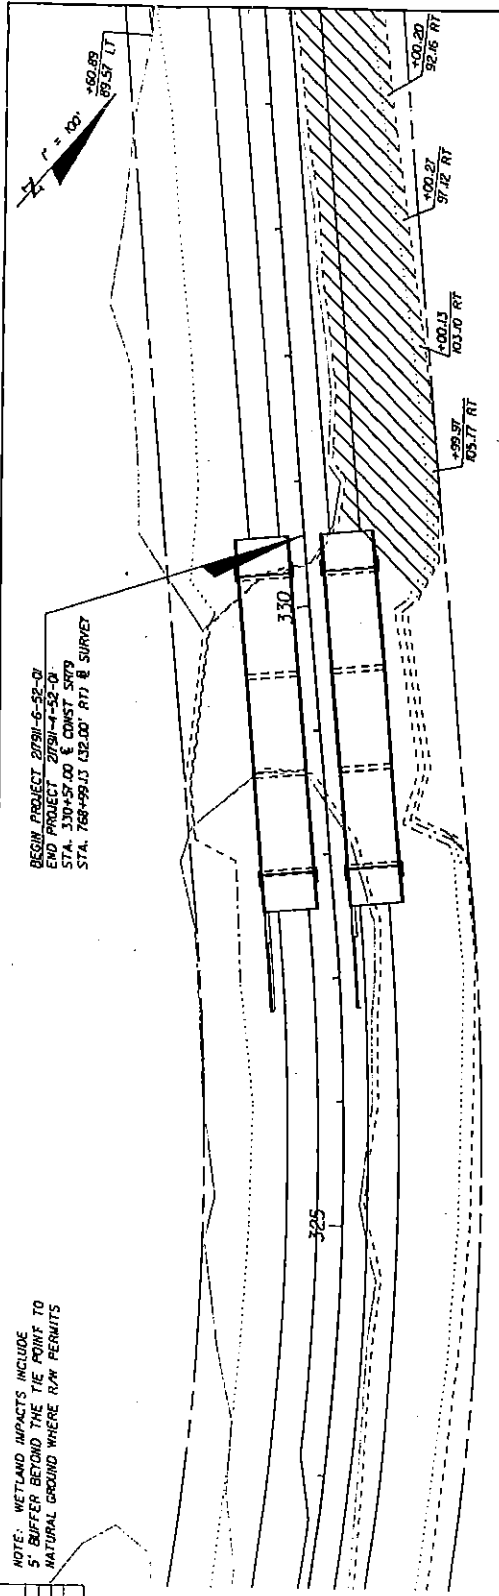 NOTE: WETLAND IMPACTS INCLUDE
5' BUFFER BEYOND THE TIE POINT TO
NATURAL GROUND WHERE R/W PERMITS
BEGIN PROJECT 217911-6-52-01
END PROJECT 217911-4-52-01
STA. 330+57.00 ℄ CONST SR79
STA. 768+99.13 (32.00' RT) ℄ SURVEY
Z
1" = 100'
+60.89
89.57 LT
325
330
+99.97
105.77 RT
+00.13
103.10 RT
+00.27
97.12 RT
+00.20
92.16 RT